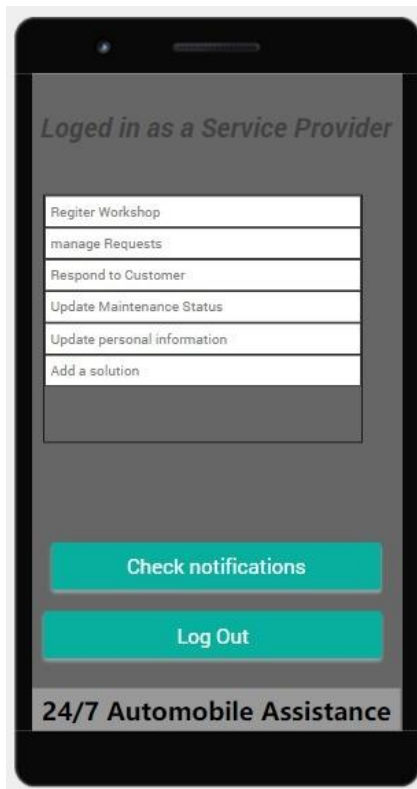 Loged in as a Service Provider
Regiter Workshop
manage Requests
Respond to Customer
Update Maintenance Status
Update personal information
Add a solution
Check notifications
Log Out
24/7 Automobile Assistance